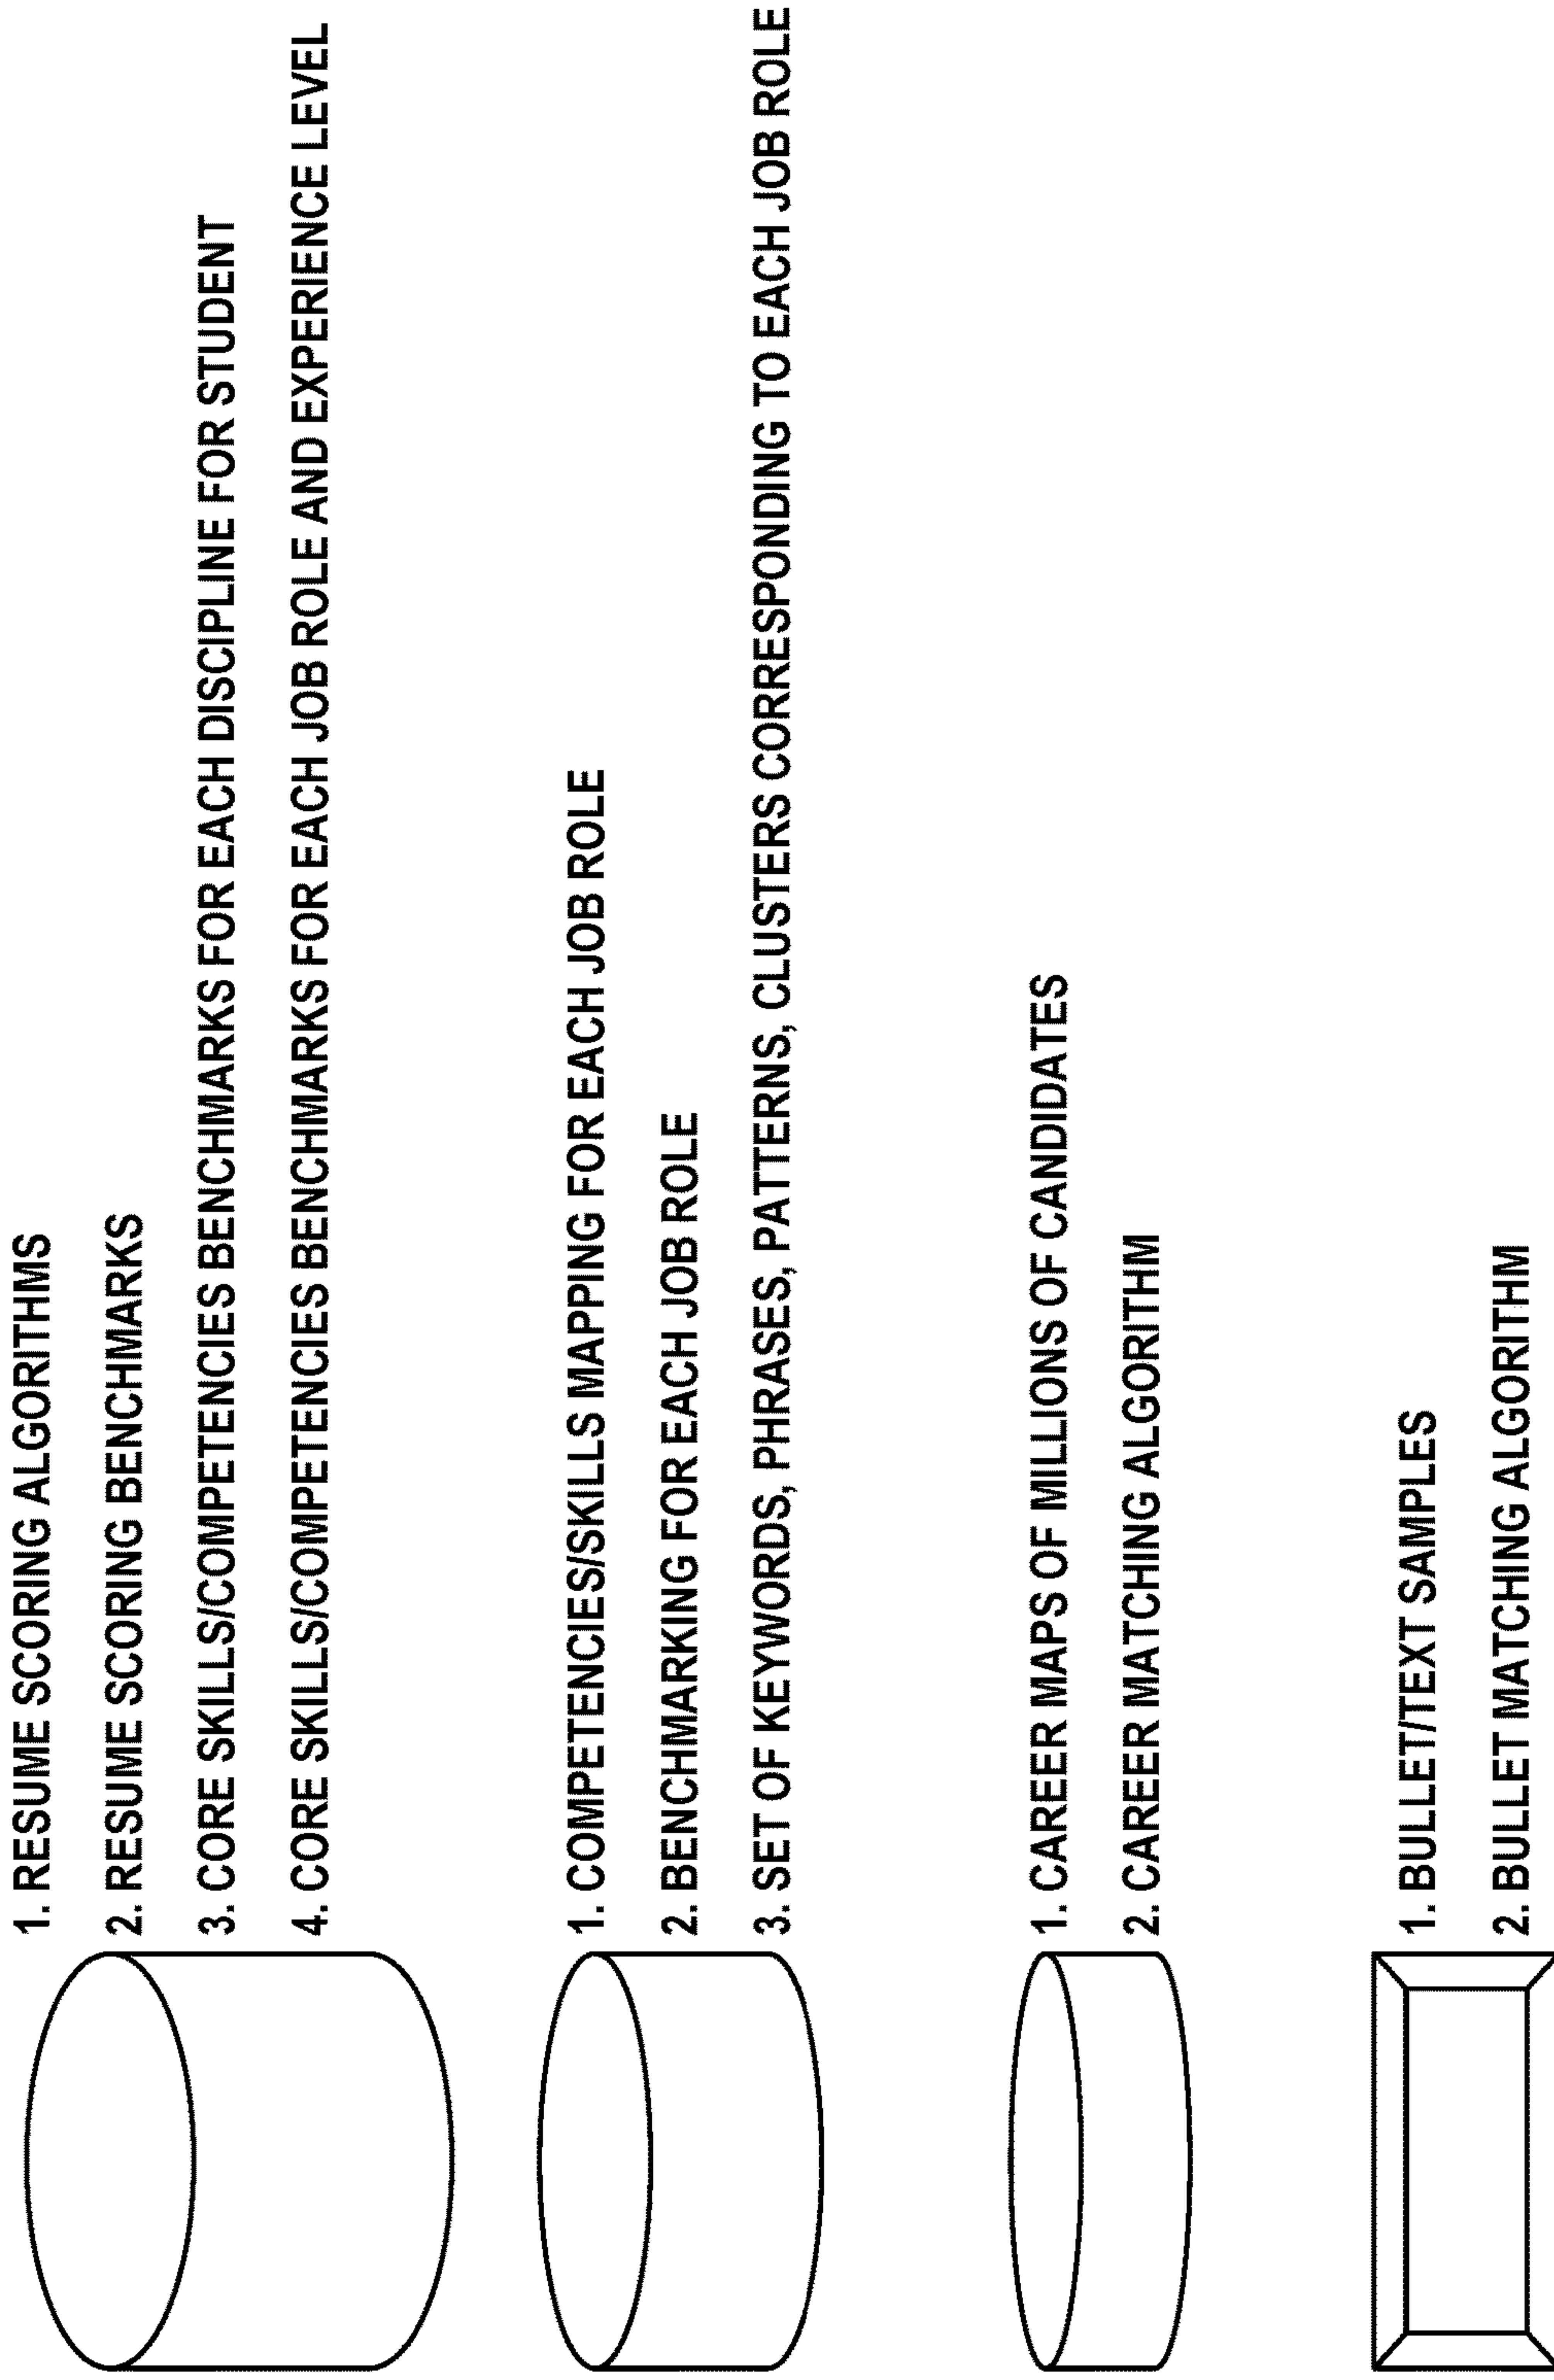 1. RESUME SCORING ALGORITHMS
2. RESUME SCORING BENCHMARKS
3. CORE SKILLS/COMPETENCIES BENCHMARKS FOR EACH DISCIPLINE FOR STUDENT
4. CORE SKILLS/COMPETENCIES BENCHMARKS FOR EACH JOB ROLE AND EXPERIENCE LEVEL
1. COMPETENCIES/SKILLS MAPPING FOR EACH JOB ROLE
2. BENCHMARKING FOR EACH JOB ROLE
3. SET OF KEYWORDS, PHRASES, PATTERNS, CLUSTERS CORRESPONDING TO EACH JOB ROLE
1. CAREER MAPS OF MILLIONS OF CANDIDATES
2. CAREER MATCHING ALGORITHM
1. BULLET/TEXT SAMPLES
2. BULLET MATCHING ALGORITHM